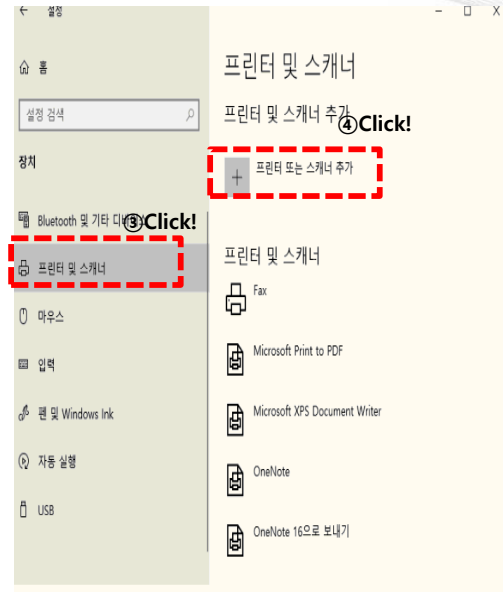 ← 설정
홈
설정 검색
장치
Bluetooth 및 기타 디바이스
③Click!
프린터 및 스캐너
마우스
입력
펜 및 Windows Ink
자동 실행
USB
프린터 및 스캐너
프린터 및 스캐너 추가
④Click!
프린터 또는 스캐너 추가
프린터 및 스캐너
Fax
Microsoft Print to PDF
Microsoft XPS Document Writer
OneNote
OneNote 16으로 보내기